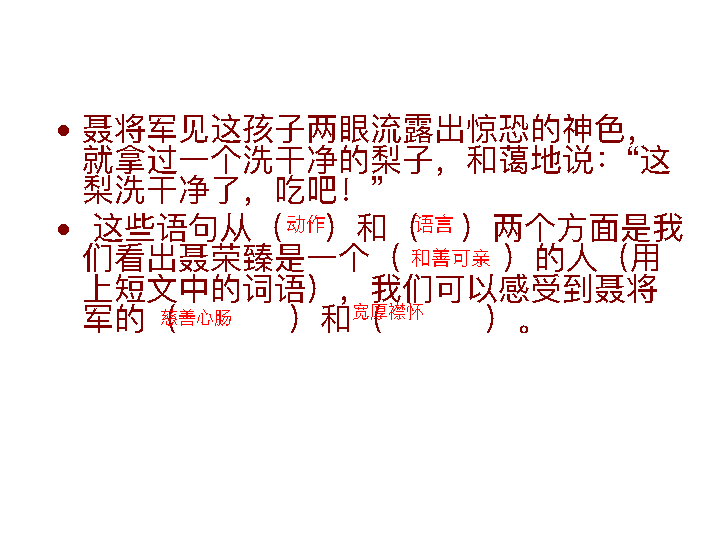 • 聂将军见这孩子两眼流露出惊恐的神色，
就拿过一个洗干净的梨子，和蔼地说：“这
梨洗干净了，吃吧！”
• 这些语句从（动作）和（语言）两个方面是我
们看出聂荣臻是一个（和善可亲）的人（用
上短文中的词语），我们可以感受到聂将
军的（慈善心肠）和（宽厚襟怀）。